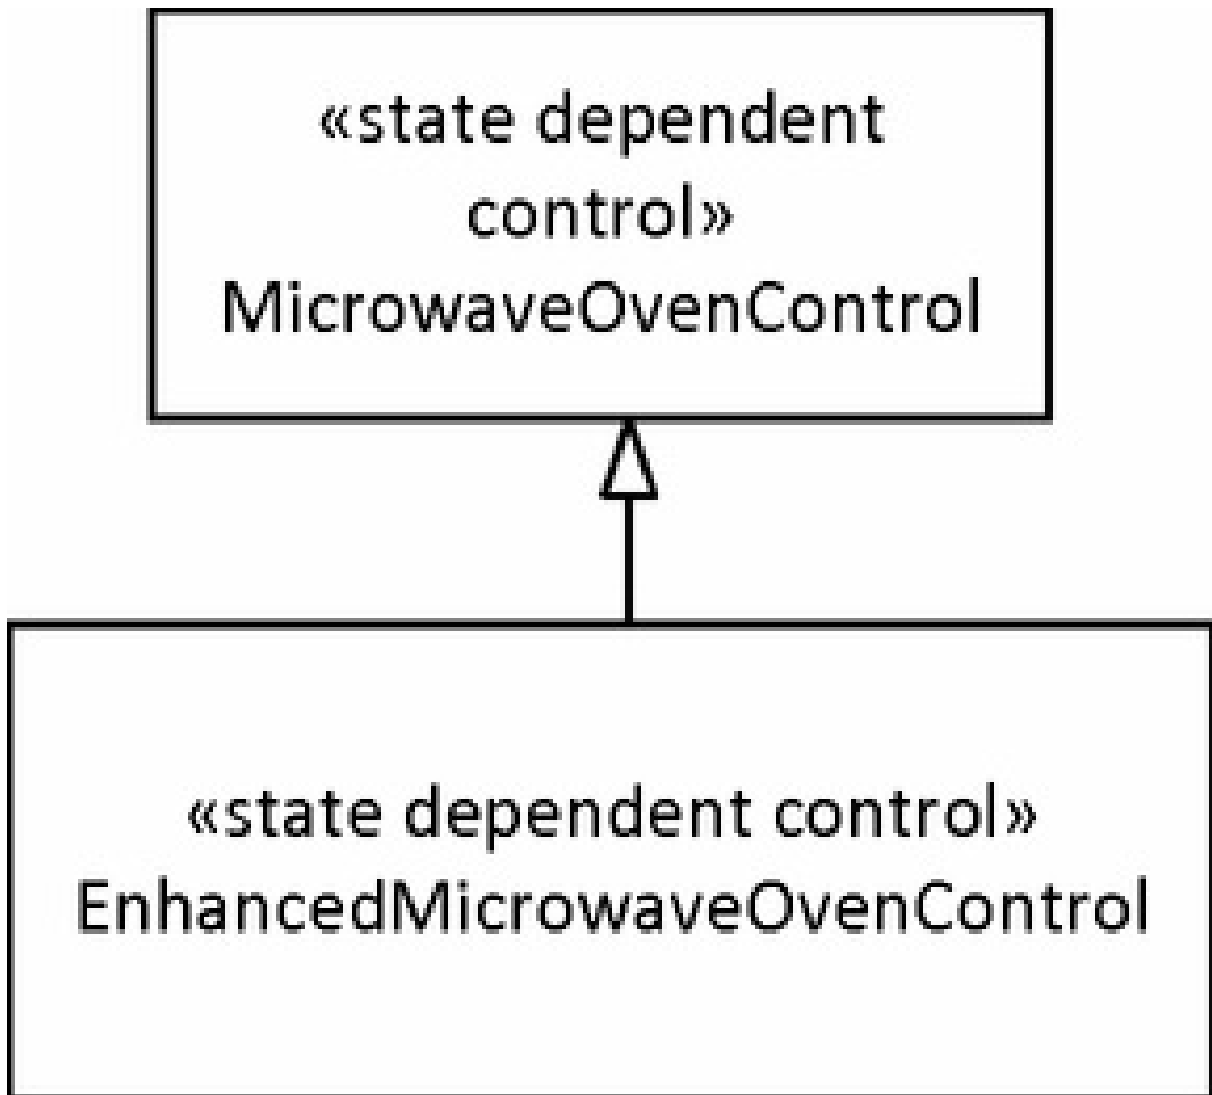 «state dependent
control»
MicrowaveOvenControl
«state dependent control»
EnhancedMicrowaveOvenControl